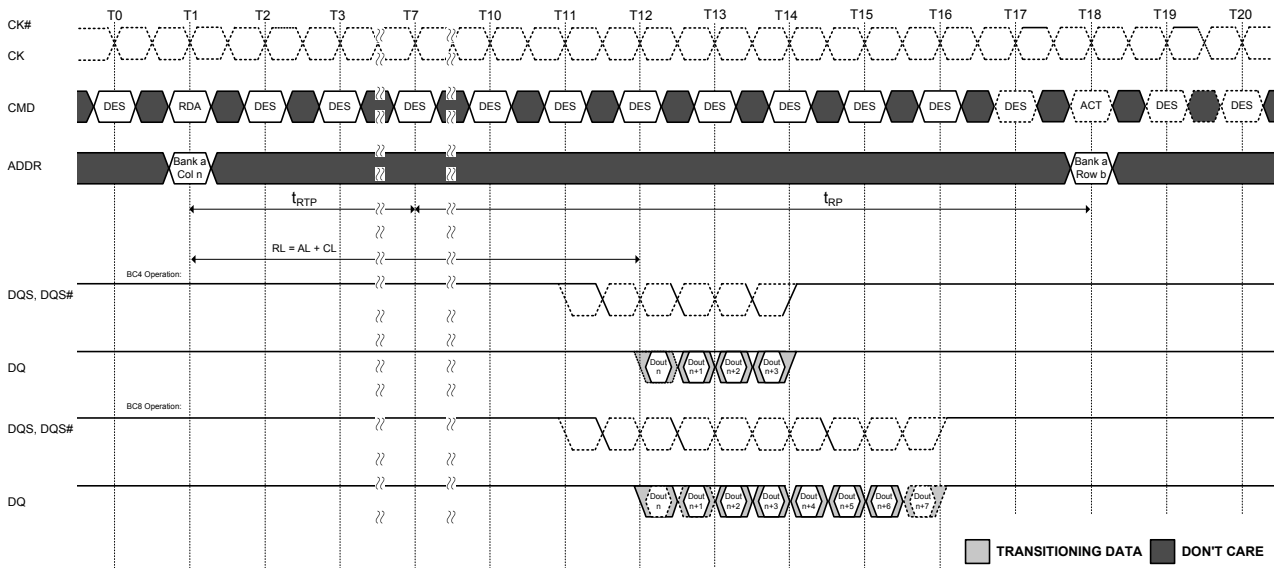 T0 T1 T2 T3 T7 T10 T11 T12 T13 T14 T15 T16 T17 T18 T19 T20
CK#
CK
CMD DES RDA DES DES DES DES DES DES DES DES DES DES DES ACT DES DES
ADDR
Bank a
Col n
Bank a
Row b
tRTP
tRP
RL = AL + CL
BC4 Operation:
DQS, DQS#
DQ
Dout n
Dout n+1
Dout n+2
Dout n+3
BC8 Operation:
DQS, DQS#
DQ
Dout n
Dout n+1
Dout n+2
Dout n+3
Dout n+4
Dout n+5
Dout n+6
Dout n+7
TRANSITIONING DATA
DON'T CARE